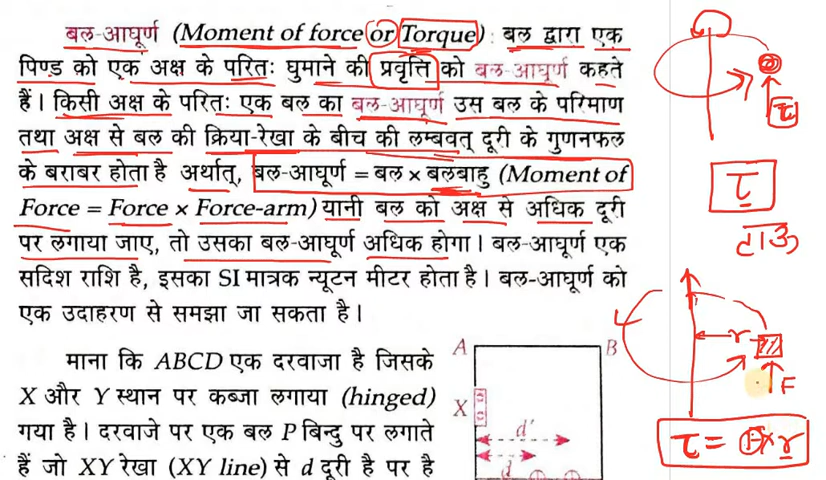 बल-आघूर्ण (Moment of force or Torque) : बल द्वारा एक
पिण्ड को एक अक्ष के परितः घुमाने की प्रवृत्ति को बल-आघूर्ण कहते
हैं। किसी अक्ष के परितः एक बल का बल-आघूर्ण उस बल के परिमाण
तथा अक्ष से बल की क्रिया-रेखा के बीच की लम्बवत् दूरी के गुणनफल
के बराबर होता है अर्थात्, बल-आघूर्ण = बल × बलबाहु (Moment of
Force = Force × Force-arm) यानी बल को अक्ष से अधिक दूरी
पर लगाया जाए, तो उसका बल-आघूर्ण अधिक होगा। बल-आघूर्ण एक
सदिश राशि है, इसका SI मात्रक न्यूटन मीटर होता है। बल-आघूर्ण को
एक उदाहरण से समझा जा सकता है।
माना कि ABCD एक दरवाजा है जिसके
X और Y स्थान पर कब्जा लगाया (hinged)
गया है। दरवाजे पर एक बल P बिन्दु पर लगाते
हैं जो XY रेखा (XY line) से d दूरी है पर है
A B
X
d'
d
τ
τ
टाऊ
r
F
τ = F × r